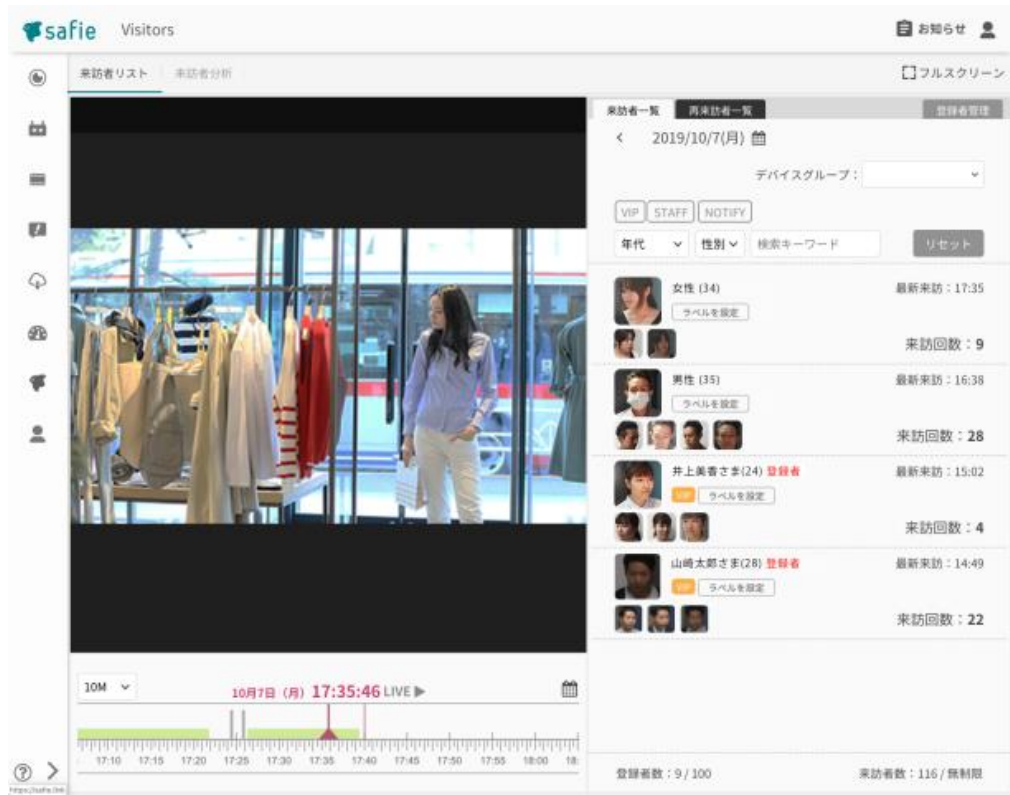 safie Visitors お知らせ
来訪者リスト 来訪者分析 フルスクリーン
来訪者一覧 再来訪者一覧 登録者管理
2019/10/7(月)
デバイスグループ：
VIP STAFF NOTIFY
年代 性別 検索キーワード リセット
女性 (34) 最新来訪：17:35
ラベルを設定
来訪回数：9
男性 (35) 最新来訪：16:38
ラベルを設定
来訪回数：28
井上美香さま(24) 登録者 最新来訪：15:02
VIP ラベルを設定
来訪回数：4
山崎太郎さま(28) 登録者 最新来訪：14:49
VIP ラベルを設定
来訪回数：22
10M 10月7日（月） 17:35:46 LIVE
17:10 17:15 17:20 17:25 17:30 17:35 17:40 17:45 17:50 17:55 18:00 18:
登録者数：9 / 100 来訪者数：116 / 無制限